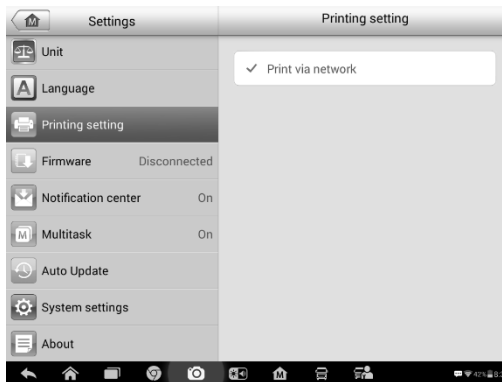 Settings
Printing setting
Unit
Language
Printing setting
Firmware Disconnected
Notification center On
Multitask On
Auto Update
System settings
About
Print via network
42%